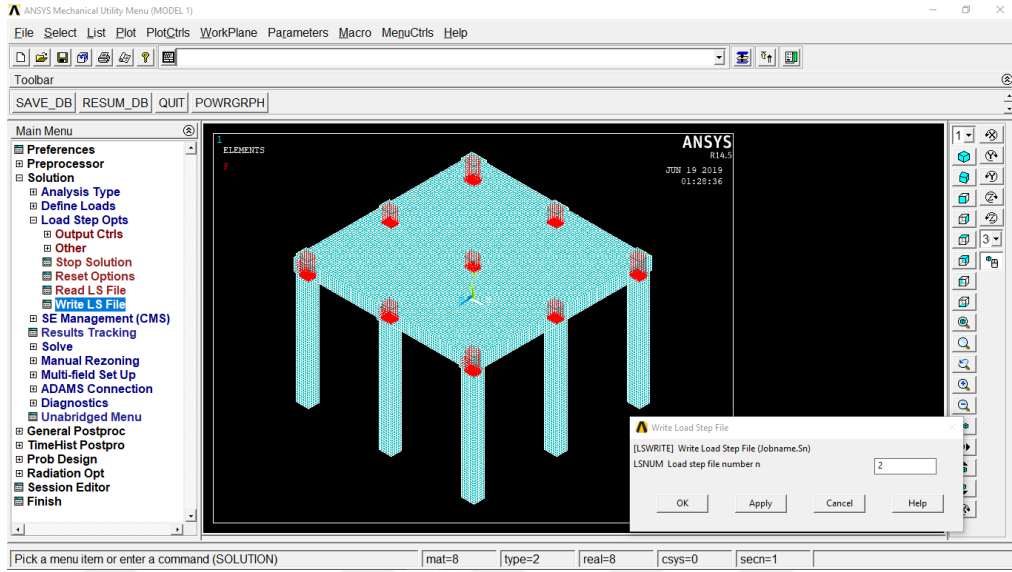 ANSYS Mechanical Utility Menu (MODEL 1)
File Select List Plot PlotCtrls WorkPlane Parameters Macro MenuCtrls Help
Toolbar
SAVE_DB RESUM_DB QUIT POWRGRPH
Main Menu
Preferences
Preprocessor
Solution
Analysis Type
Define Loads
Load Step Opts
Output Ctrls
Other
Stop Solution
Reset Options
Read LS File
Write LS File
SE Management (CMS)
Results Tracking
Solve
Manual Rezoning
Multi-field Set Up
ADAMS Connection
Diagnostics
Unabridged Menu
General Postproc
TimeHist Postpro
Prob Design
Radiation Opt
Session Editor
Finish
1
ELEMENTS
F
ANSYS
R14.5
JUN 19 2019
01:28:36
1
3
Write Load Step File
[LSWRITE] Write Load Step File (Jobname.Sn)
LSNUM Load step file number n 2
OK Apply Cancel Help
Pick a menu item or enter a command (SOLUTION) mat=8 type=2 real=8 csys=0 secn=1